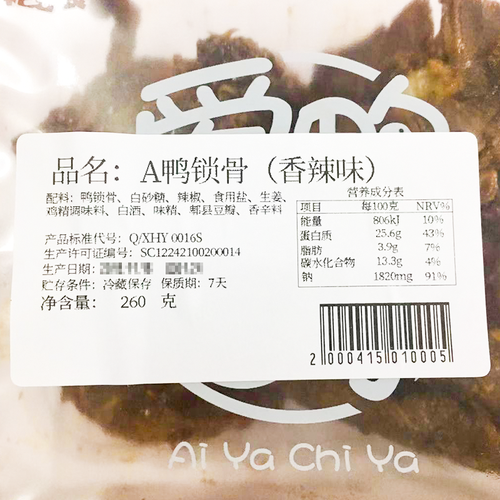 品名：A鸭锁骨（香辣味）
配料：鸭锁骨、白砂糖、辣椒、食用盐、生姜、
鸡精调味料、白酒、味精、郫县豆瓣、香辛料
产品标准代号：Q/XHY 0016S
生产许可证编号：SC12242100200014
生产日期：
贮存条件：冷藏保存 保质期：7天
净含量： 260 克
营养成分表
项目 每100克 NRV%
能量 806kJ 10%
蛋白质 25.6g 43%
脂肪 3.9g 7%
碳水化合物 13.3g 4%
钠 1820mg 91%
2 000415 010005
Ai Ya Chi Ya